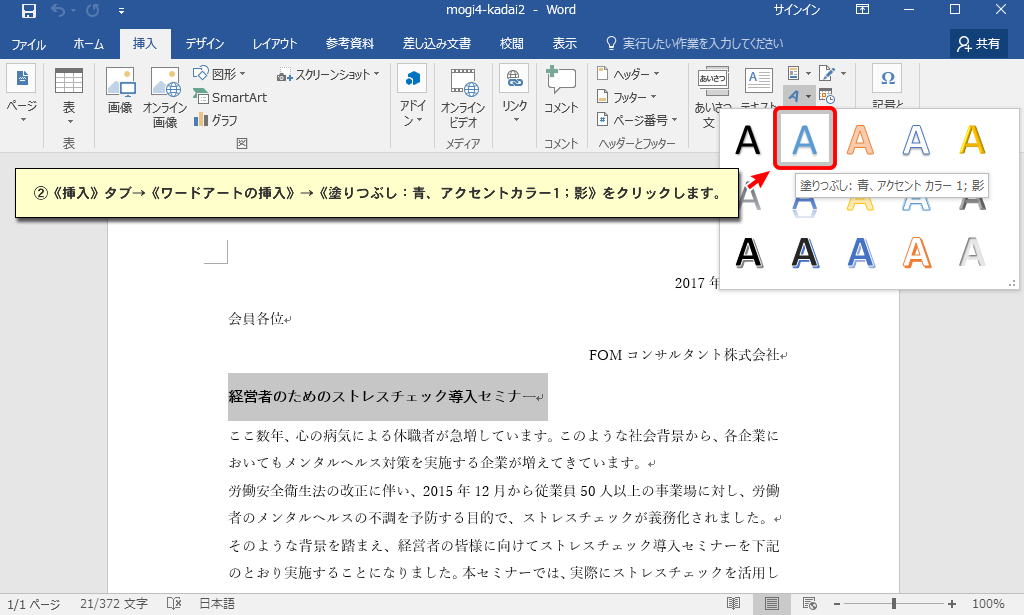 mogi4-kadai2 - Word
サインイン
ファイル ホーム 挿入 デザイン レイアウト 参考資料 差し込み文書 校閲 表示 実行したい作業を入力してください 共有
ページ
表
画像
オンライン
画像
図形
SmartArt
グラフ
スクリーンショット
アドイ
ン
オンライン
ビデオ
リンク
コメント
ヘッダー
フッター
ページ番号
あいさつ
あいさつ
文
テキスト
記号と
表
図
メディア
コメント
ヘッダーとフッター
塗りつぶし: 青、アクセント カラー 1; 影
②《挿入》タブ→《ワードアートの挿入》→《塗りつぶし：青、アクセントカラー1；影》をクリックします。
2017 年
会員各位
FOM コンサルタント株式会社
経営者のためのストレスチェック導入セミナー
ここ数年、心の病気による休職者が急増しています。このような社会背景から、各企業に
おいてもメンタルヘルス対策を実施する企業が増えてきています。
労働安全衛生法の改正に伴い、2015 年 12 月から従業員 50 人以上の事業場に対し、労働
者のメンタルヘルスの不調を予防する目的で、ストレスチェックが義務化されました。
そのような背景を踏まえ、経営者の皆様に向けてストレスチェック導入セミナーを下記
のとおり実施することになりました。本セミナーでは、実際にストレスチェックを活用し
1/1 ページ 21/372 文字 日本語 100%